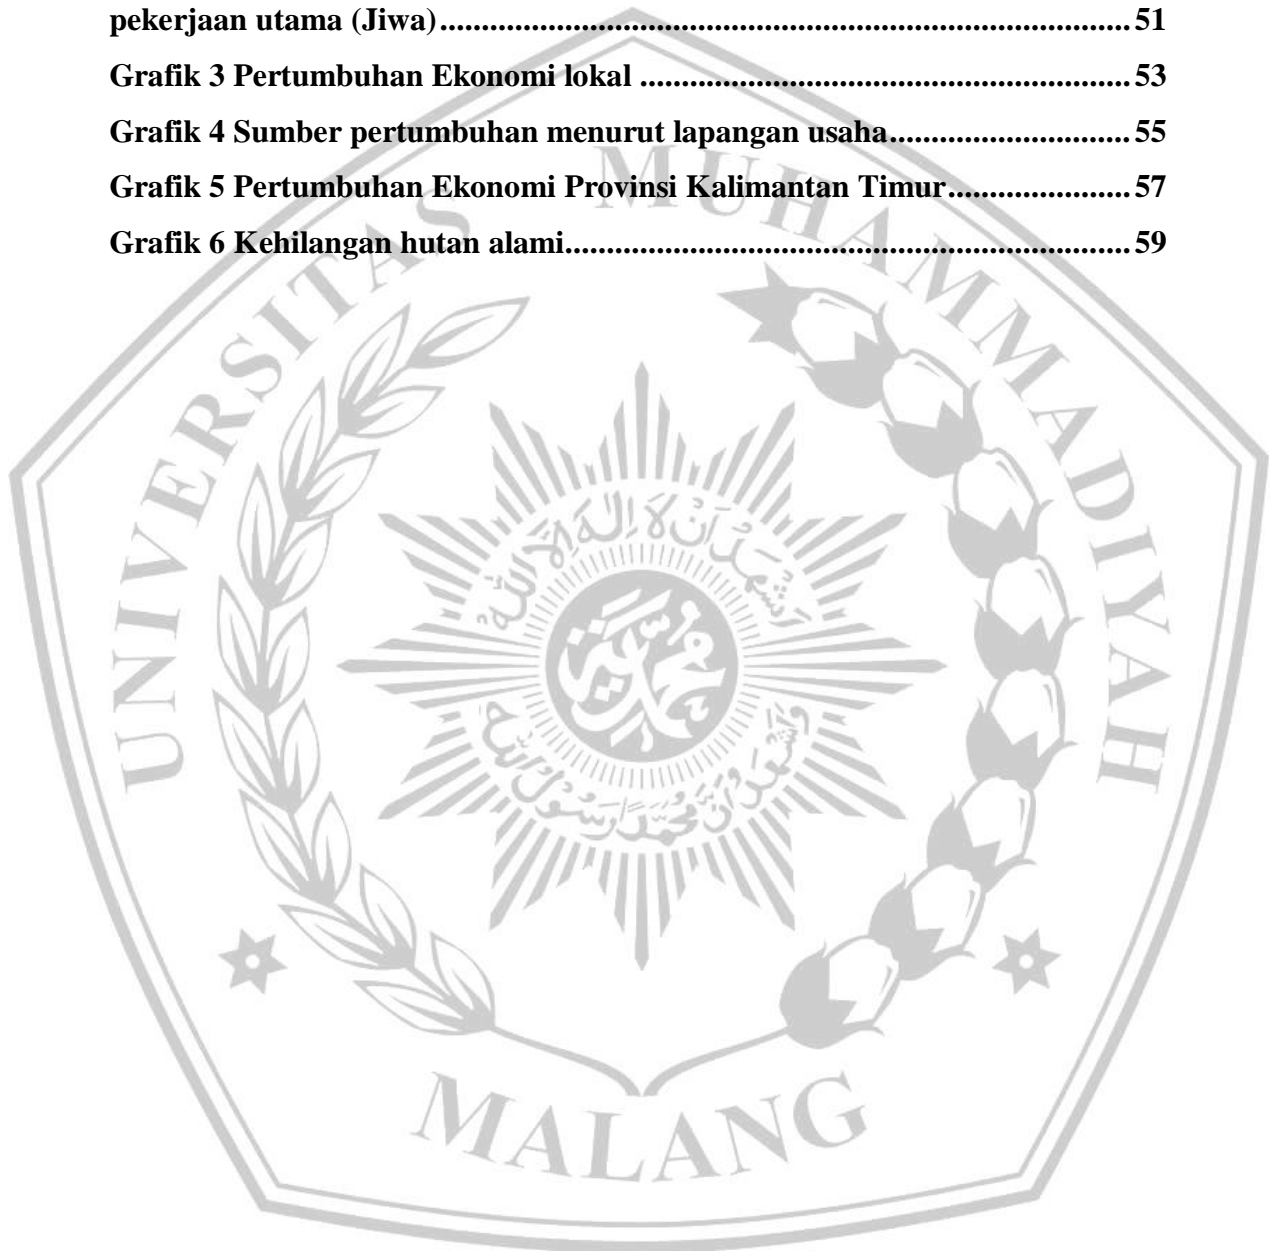 pekerjaan utama (Jiwa)....................................................................................... 51
Grafik 3 Pertumbuhan Ekonomi lokal .............................................................. 53
Grafik 4 Sumber pertumbuhan menurut lapangan usaha............................... 55
Grafik 5 Pertumbuhan Ekonomi Provinsi Kalimantan Timur....................... 57
Grafik 6 Kehilangan hutan alami....................................................................... 59
UNIVERSITAS MUHAMMADIYAH
MALANG